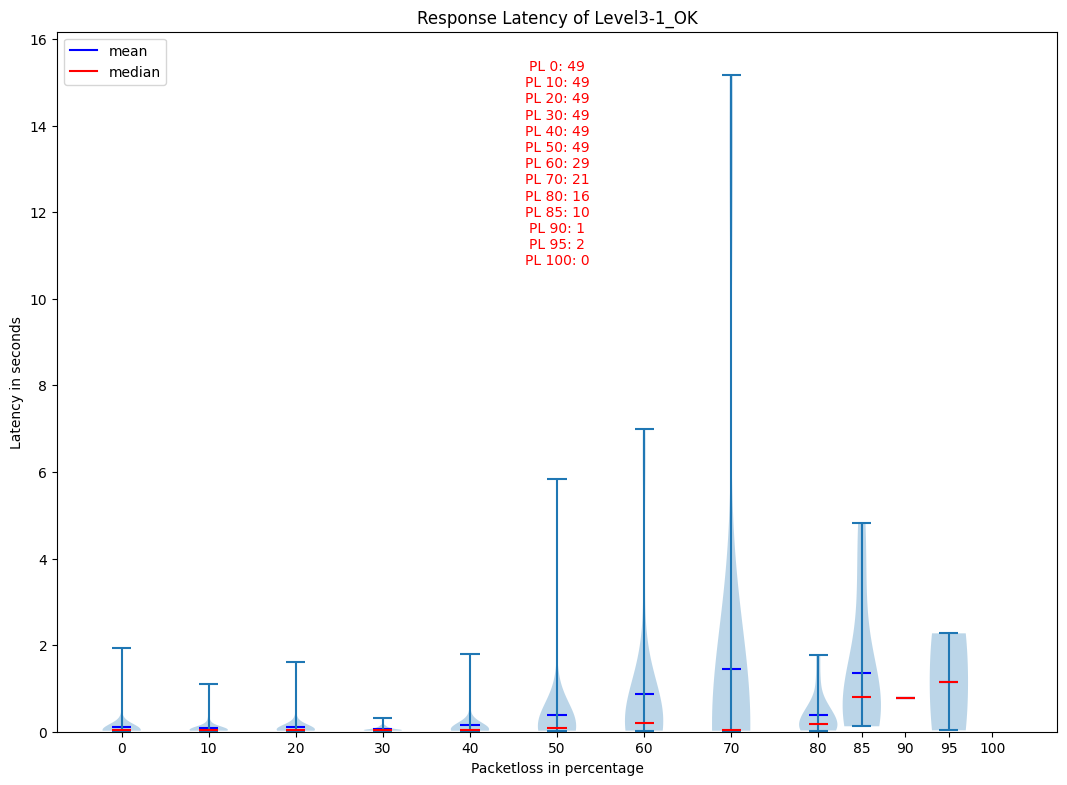 Response Latency of Level3-1_OK
mean
median
PL 0: 49
PL 10: 49
PL 20: 49
PL 30: 49
PL 40: 49
PL 50: 49
PL 60: 29
PL 70: 21
PL 80: 16
PL 85: 10
PL 90: 1
PL 95: 2
PL 100: 0
Latency in seconds
16
14
12
10
8
6
4
2
0
0 10 20 30 40 50 60 70 80 85 90 95 100
Packetloss in percentage